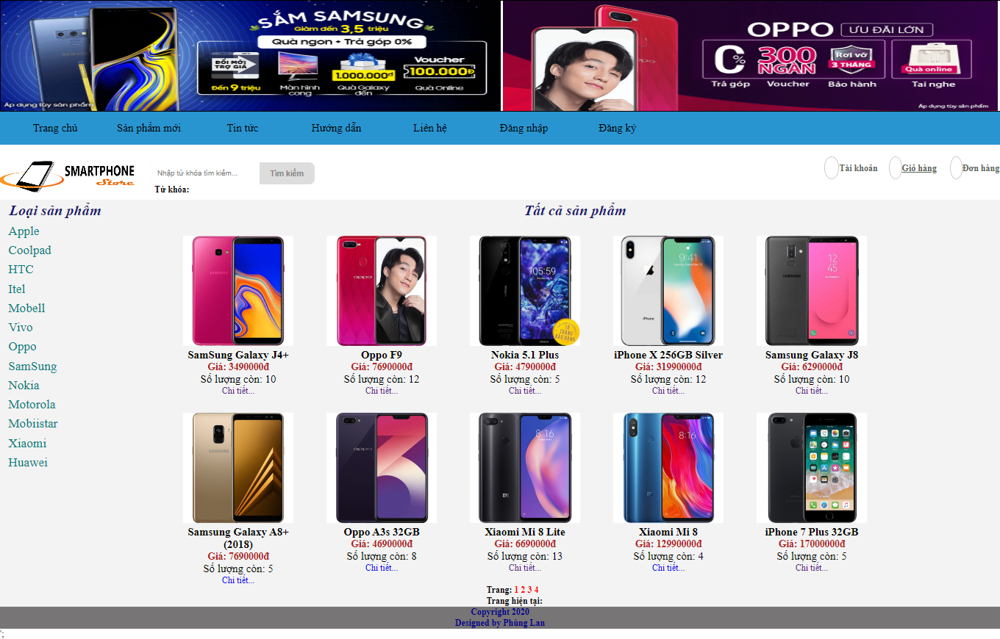 SẮM SAMSUNG
Giảm đến 3,5 triệu
Quà ngon + Trả góp 0%
ĐỔI MỚI
TRỢ GIÁ
Đến 9 triệu
Màn hình
cong
1.000.000đ
Quà Galaxy
đến
Voucher
100.000Đ
Quà Online
Áp dụng tùy sản phẩm
OPPO ƯU ĐÃI LỚN
0%
Trả góp
300
NGÀN
Voucher
Rơi vỡ
3 THÁNG
Bảo hành
Quà online
Tai nghe
Áp dụng tùy sản phẩm
Trang chủ Sản phẩm mới Tin tức Hướng dẫn Liên hệ Đăng nhập Đăng ký
SMARTPHONE
Store
Nhập từ khóa tìm kiếm... Tìm kiếm
Từ khóa:
Tài khoản Giỏ hàng Đơn hàng
Loại sản phẩm
Apple
Coolpad
HTC
Itel
Mobell
Vivo
Oppo
SamSung
Nokia
Motorola
Mobiistar
Xiaomi
Huawei
Tất cả sản phẩm
SamSung Galaxy J4+
Giá: 3490000đ
Số lượng còn: 10
Chi tiết...
Oppo F9
Giá: 7690000đ
Số lượng còn: 12
Chi tiết...
Nokia 5.1 Plus
Giá: 4790000đ
Số lượng còn: 5
Chi tiết...
iPhone X 256GB Silver
Giá: 31990000đ
Số lượng còn: 12
Chi tiết...
Samsung Galaxy J8
Giá: 6290000đ
Số lượng còn: 10
Chi tiết...
Samsung Galaxy A8+
(2018)
Giá: 7690000đ
Số lượng còn: 5
Chi tiết...
Oppo A3s 32GB
Giá: 4690000đ
Số lượng còn: 8
Chi tiết...
Xiaomi Mi 8 Lite
Giá: 6690000đ
Số lượng còn: 13
Chi tiết...
Xiaomi Mi 8
Giá: 12990000đ
Số lượng còn: 4
Chi tiết...
iPhone 7 Plus 32GB
Giá: 17000000đ
Số lượng còn: 5
Chi tiết...
Trang: 1 2 3 4
Trang hiện tại:
Copyright 2020
Designed by Phùng Lan
';